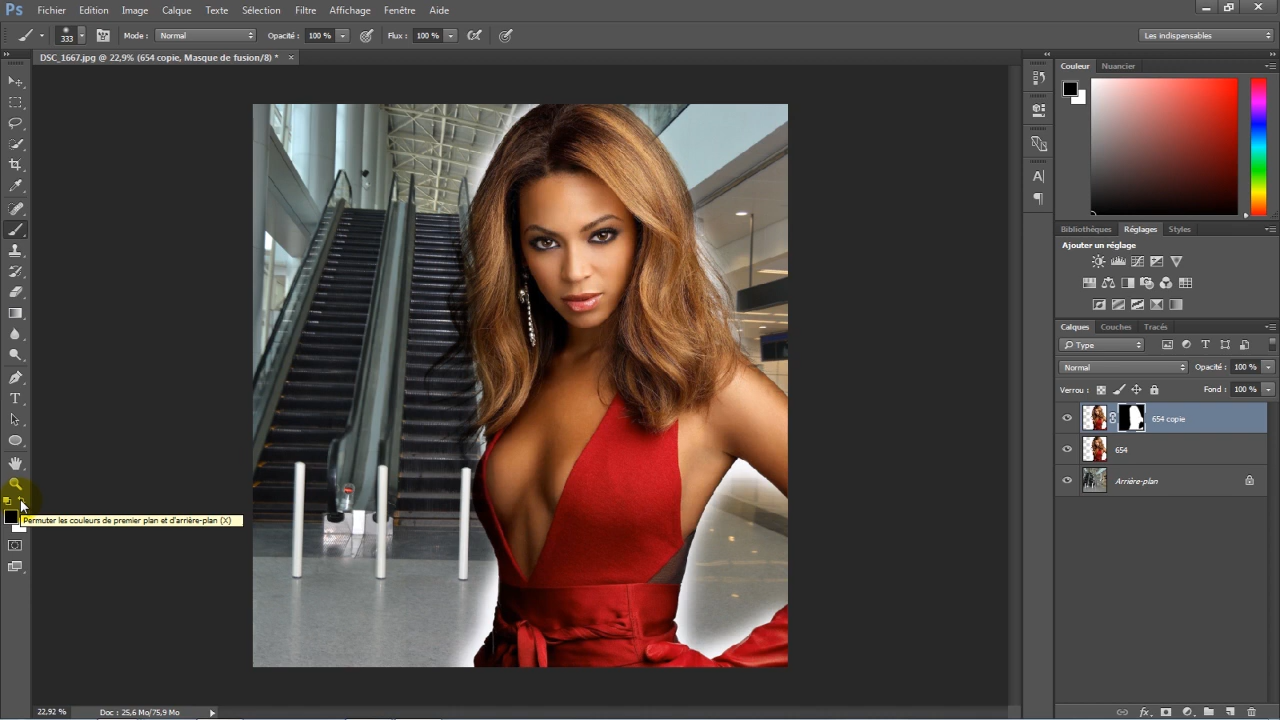 Ps Fichier Edition Image Calque Texte Sélection Filtre Affichage Fenêtre Aide
333 Mode : Normal Opacité : 100 % Flux : 100 % Les indispensables
DSC_1667.jpg @ 22,9% (654 copie, Masque de fusion/8) * ×
Couleur Nuancier
Bibliothèques Réglages Styles
Ajouter un réglage
Calques Couches Tracés
Type
Normal Opacité : 100 %
Verrou : Fond : 100 %
654 copie
654
Arrière-plan
Permuter les couleurs de premier plan et d'arrière-plan (X)
22,92 % Doc : 25,6 Mo/75,9 Mo